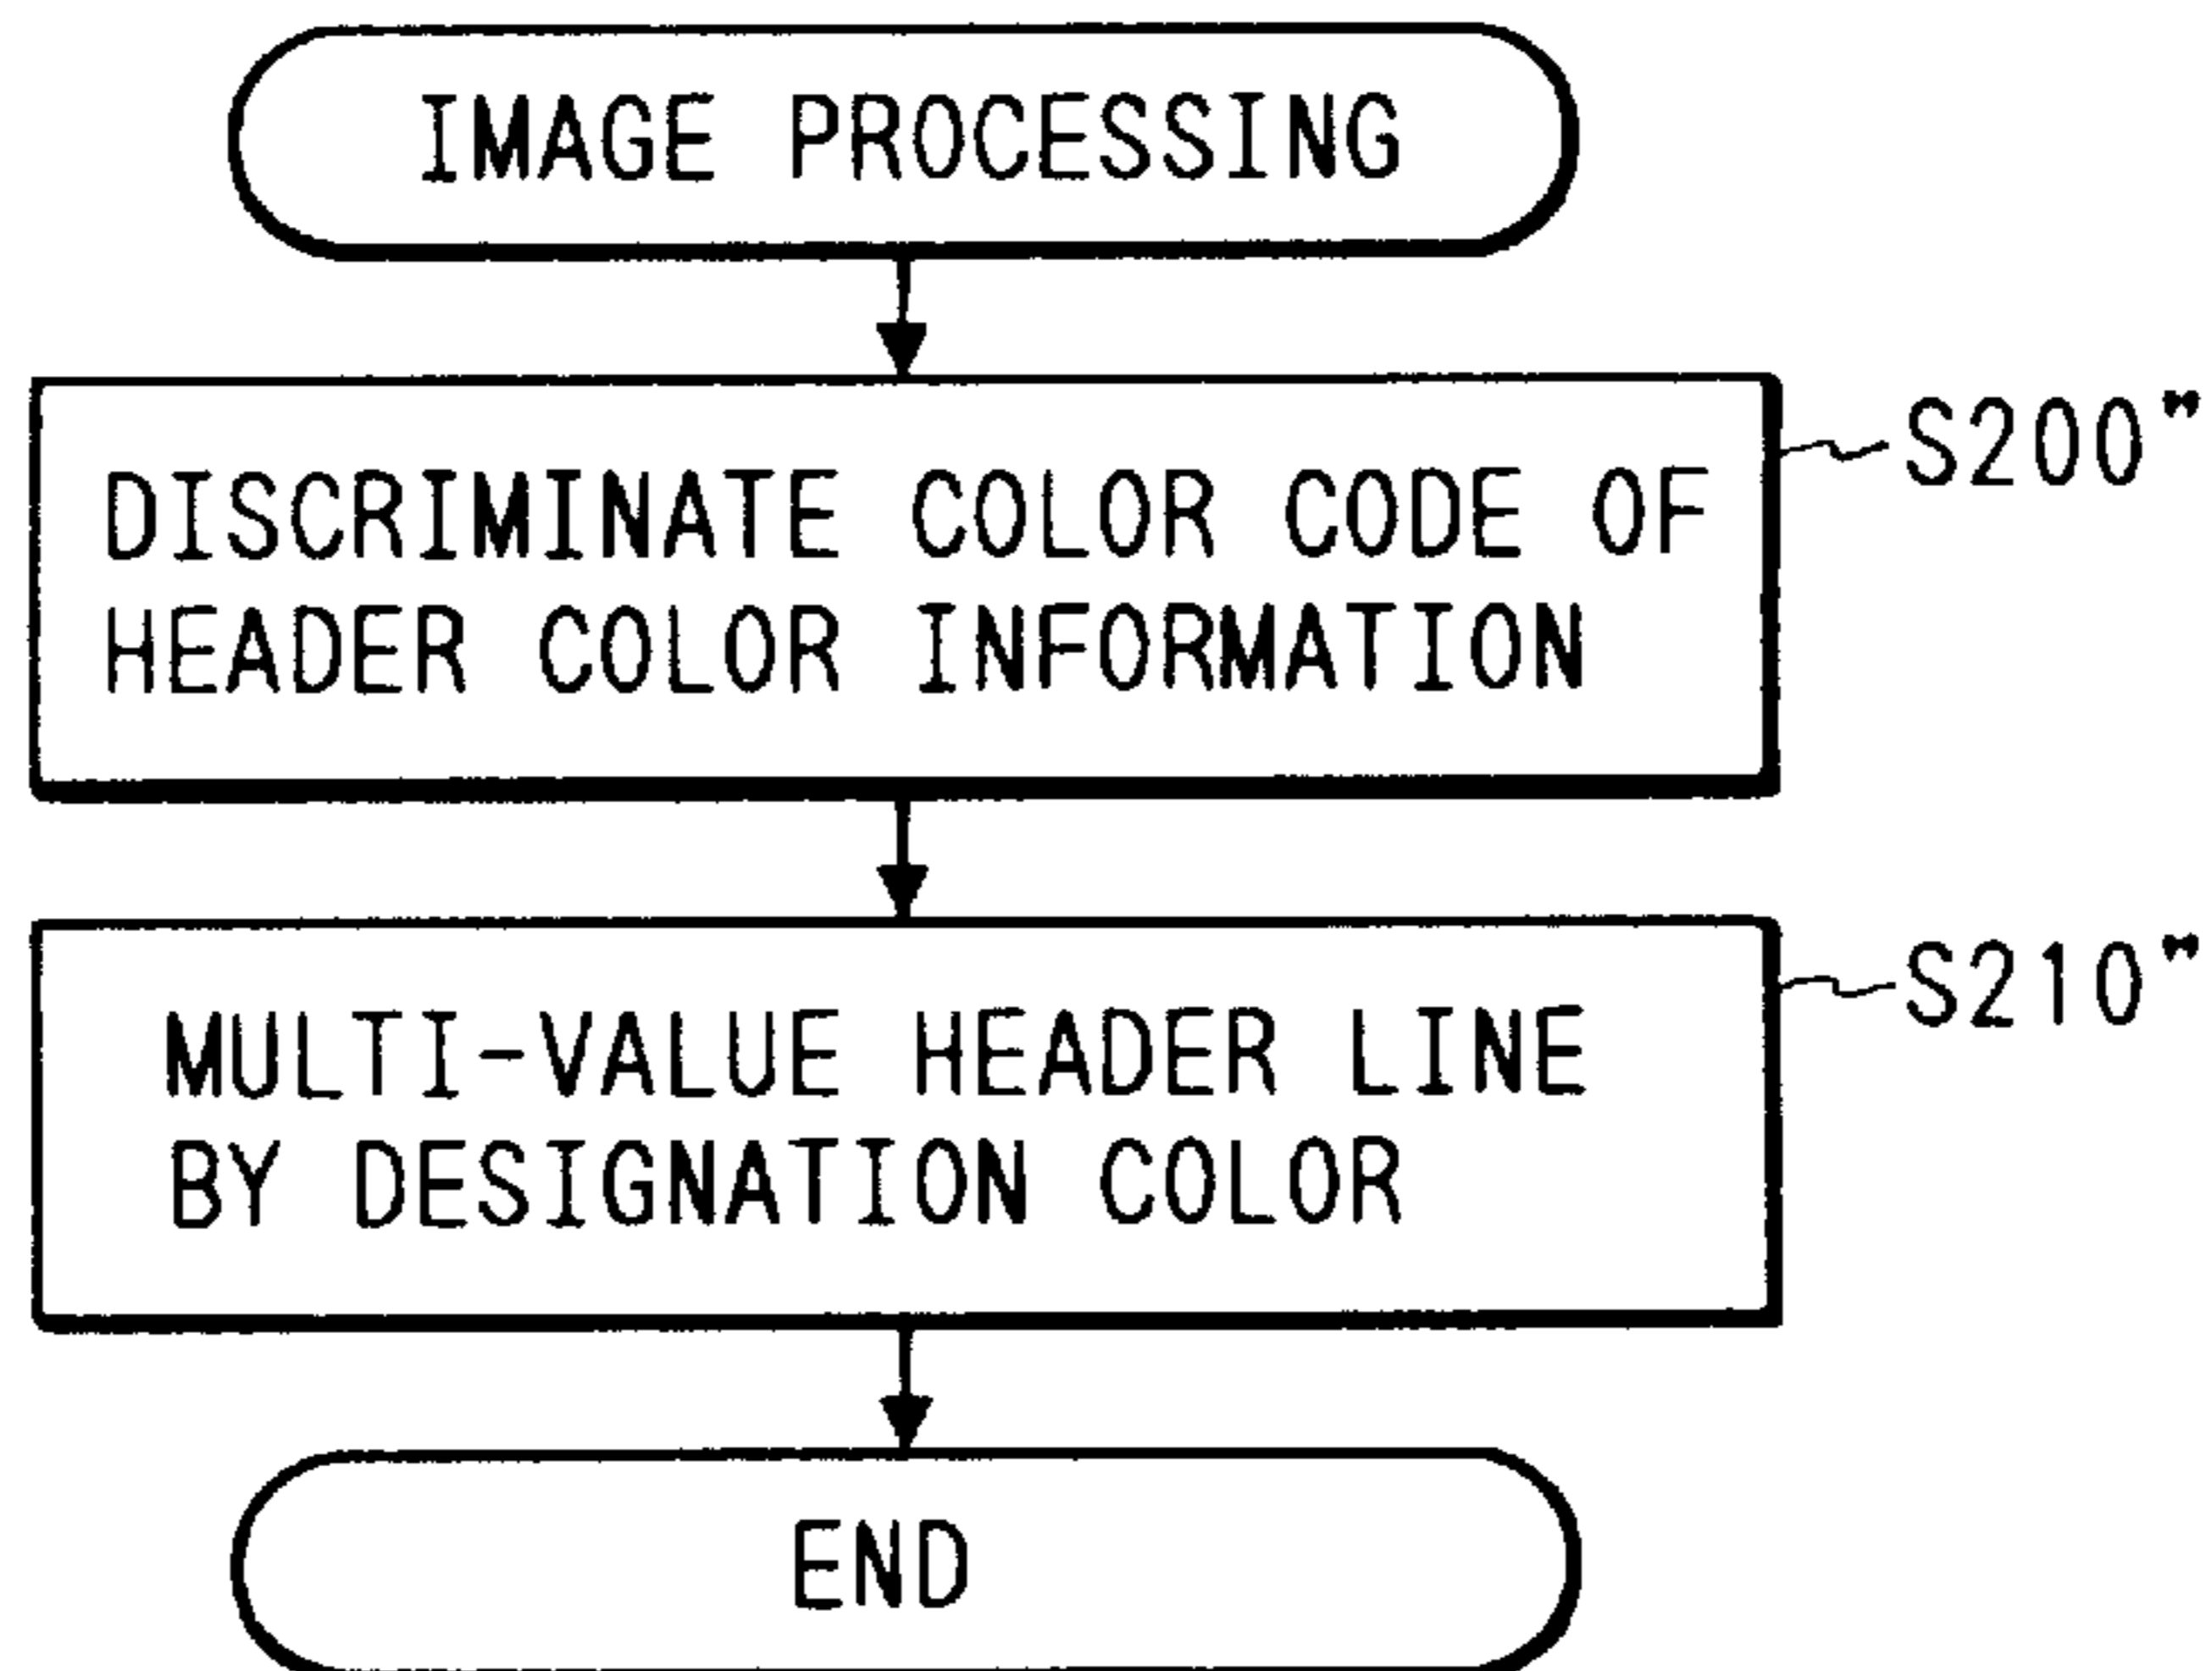 IMAGE PROCESSING
DISCRIMINATE COLOR CODE OF
HEADER COLOR INFORMATION
S200"
MULTI-VALUE HEADER LINE
BY DESIGNATION COLOR
S210"
END